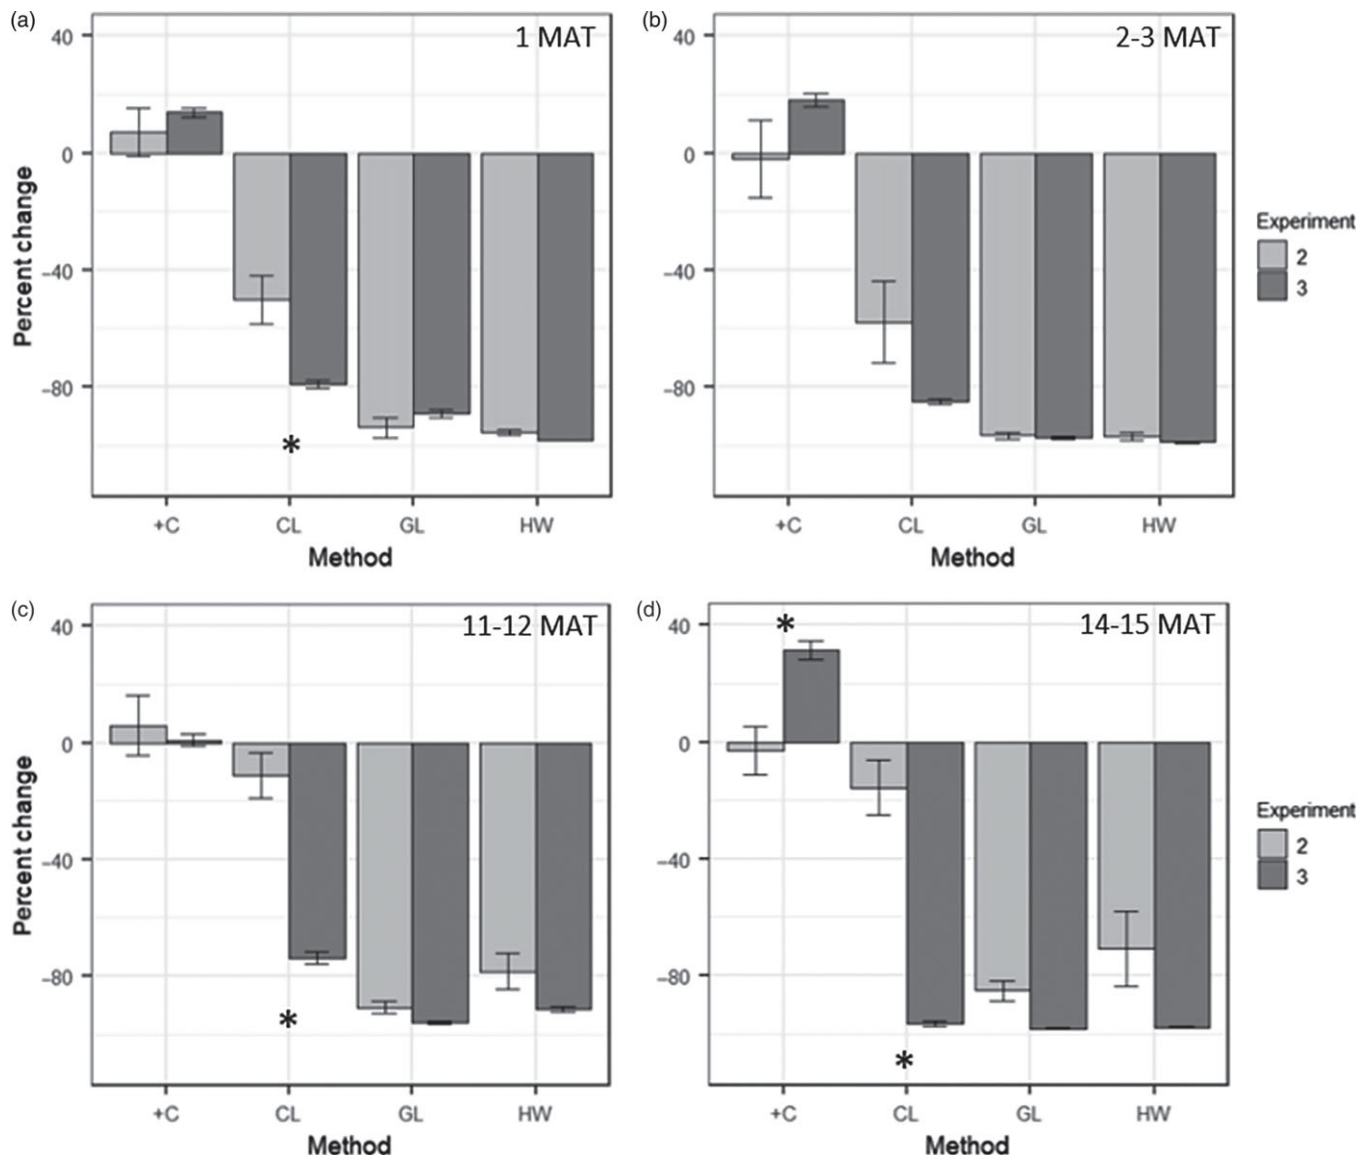 (a)
1 MAT
40
0
−40
−80
Percent change
*
+C CL GL HW
Method
(b)
2-3 MAT
40
0
−40
−80
+C CL GL HW
Method
Experiment
2
3
(c)
11-12 MAT
40
0
−40
−80
Percent change
*
+C CL GL HW
Method
(d)
14-15 MAT
*
40
0
−40
−80
*
+C CL GL HW
Method
Experiment
2
3